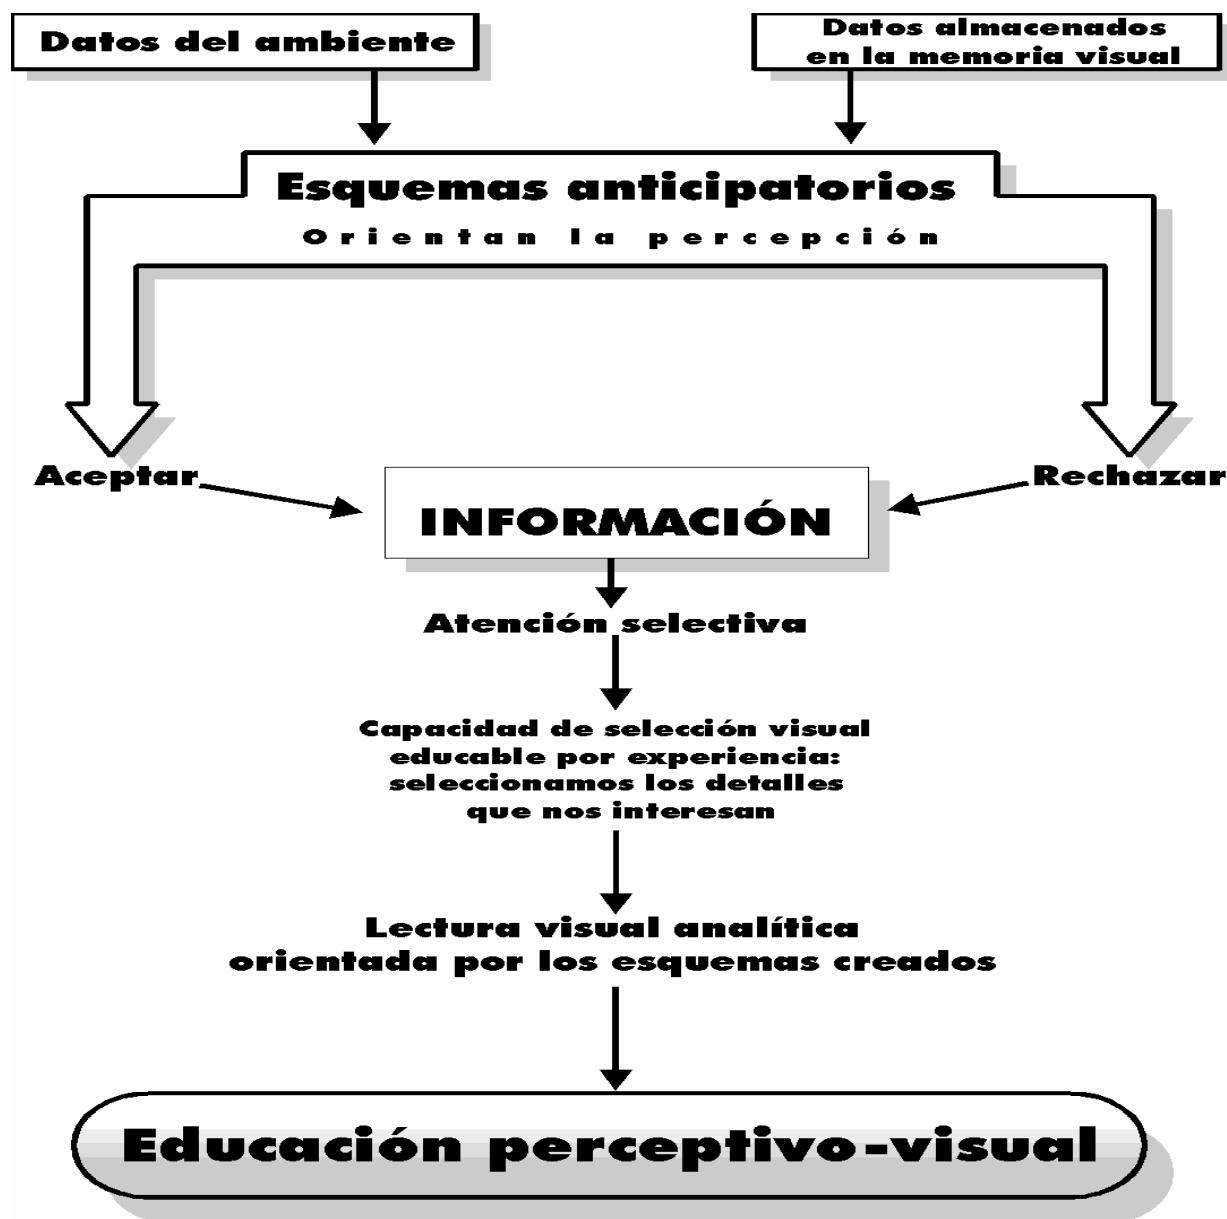 Datos del ambiente
Datos almacenados
en la memoria visual
Esquemas anticipatorios
Orientan la percepción
Aceptar
Rechazar
INFORMACIÓN
Atención selectiva
Capacidad de selección visual
educable por experiencia:
seleccionamos los detalles
que nos interesan
Lectura visual analítica
orientada por los esquemas creados
Educación perceptivo-visual